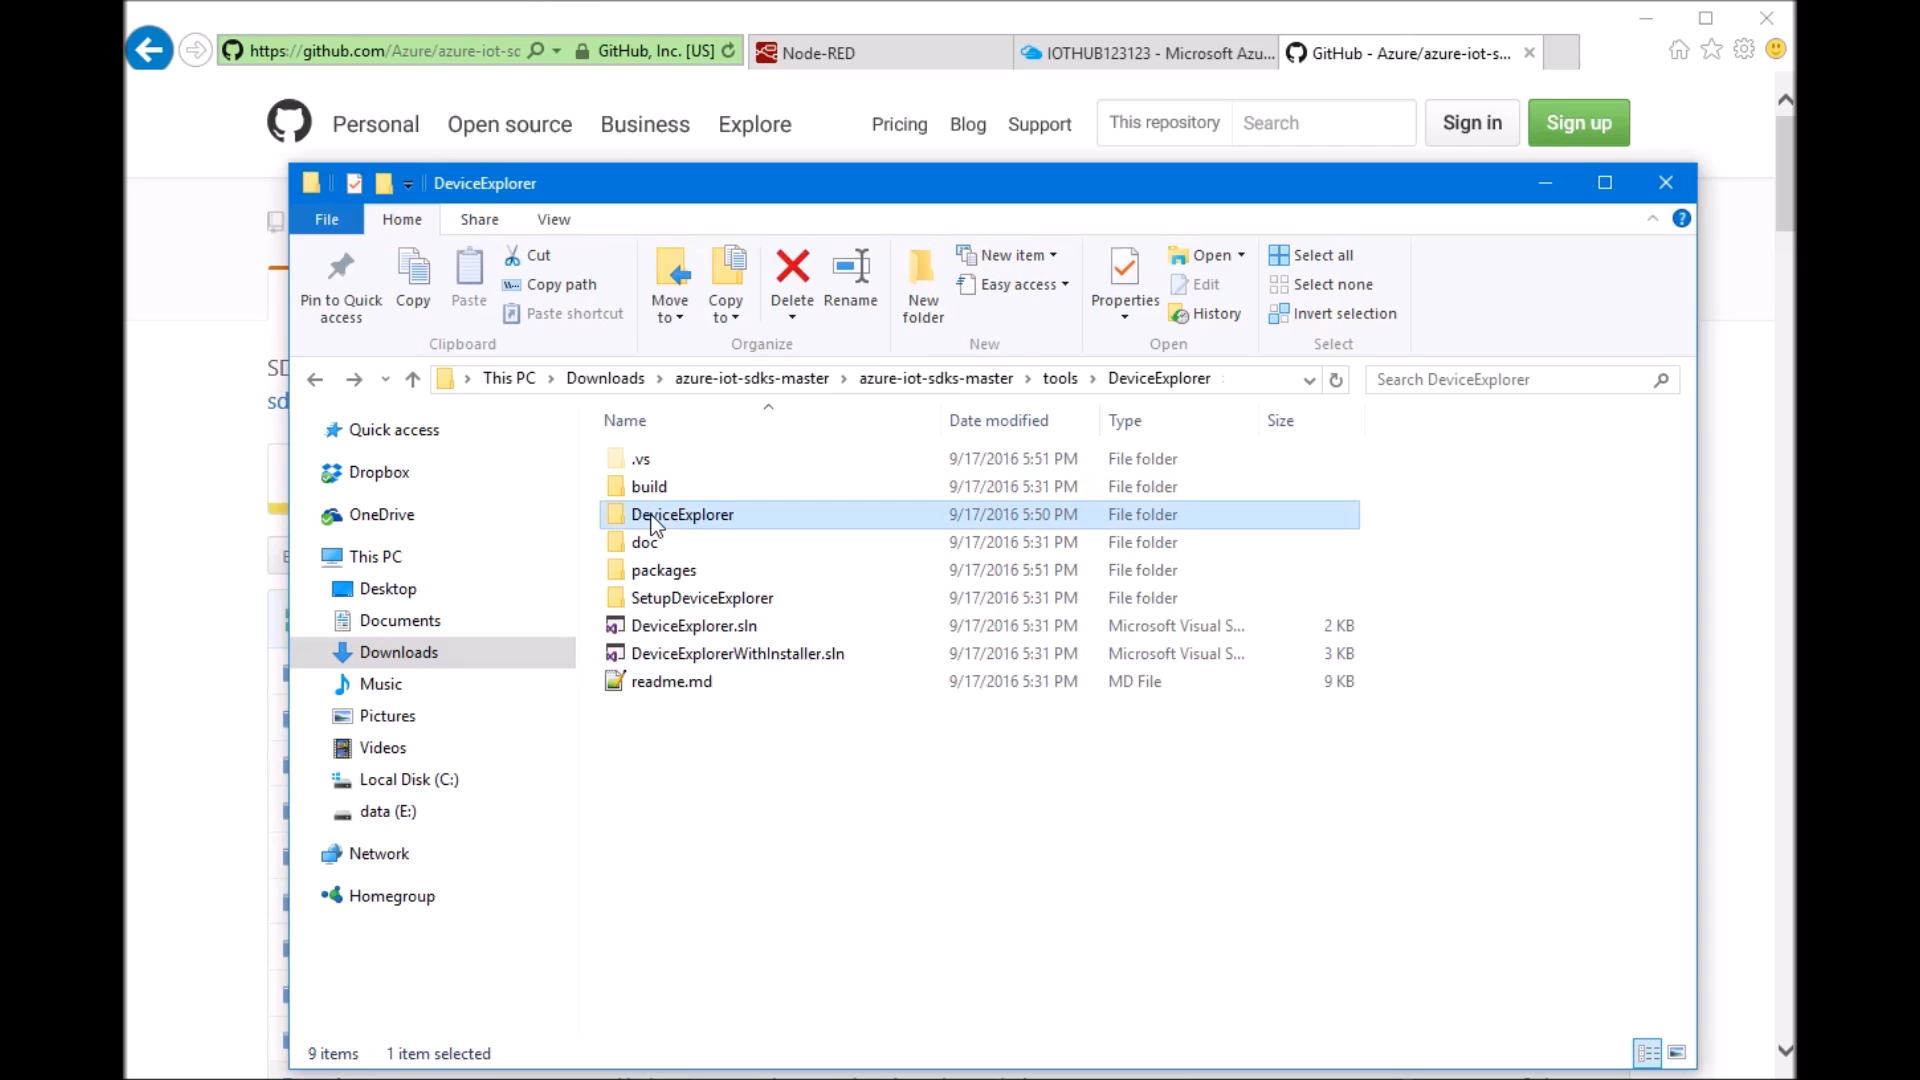 https://github.com/Azure/azure-iot-sc
GitHub, Inc. [US]
Node-RED
IOTHUB123123 - Microsoft Azu...
GitHub - Azure/azure-iot-s...
Personal
Open source
Business
Explore
Pricing
Blog
Support
This repository
Search
Sign in
Sign up
DeviceExplorer
File
Home
Share
View
Pin to Quick access
Copy
Paste
Cut
Copy path
Paste shortcut
Clipboard
Move to
Copy to
Delete
Rename
Organize
New folder
New item
Easy access
New
Properties
Open
Edit
History
Open
Select all
Select none
Invert selection
Select
SD
sd
This PC > Downloads > azure-iot-sdks-master > azure-iot-sdks-master > tools > DeviceExplorer
Search DeviceExplorer
Quick access
Dropbox
OneDrive
This PC
Desktop
Documents
Downloads
Music
Pictures
Videos
Local Disk (C:)
data (E:)
Network
Homegroup
Name Date modified Type Size
.vs 9/17/2016 5:51 PM File folder
build 9/17/2016 5:31 PM File folder
DeviceExplorer 9/17/2016 5:50 PM File folder
doc 9/17/2016 5:31 PM File folder
packages 9/17/2016 5:51 PM File folder
SetupDeviceExplorer 9/17/2016 5:31 PM File folder
DeviceExplorer.sln 9/17/2016 5:31 PM Microsoft Visual S... 2 KB
DeviceExplorerWithInstaller.sln 9/17/2016 5:31 PM Microsoft Visual S... 3 KB
readme.md 9/17/2016 5:31 PM MD File 9 KB
9 items 1 item selected